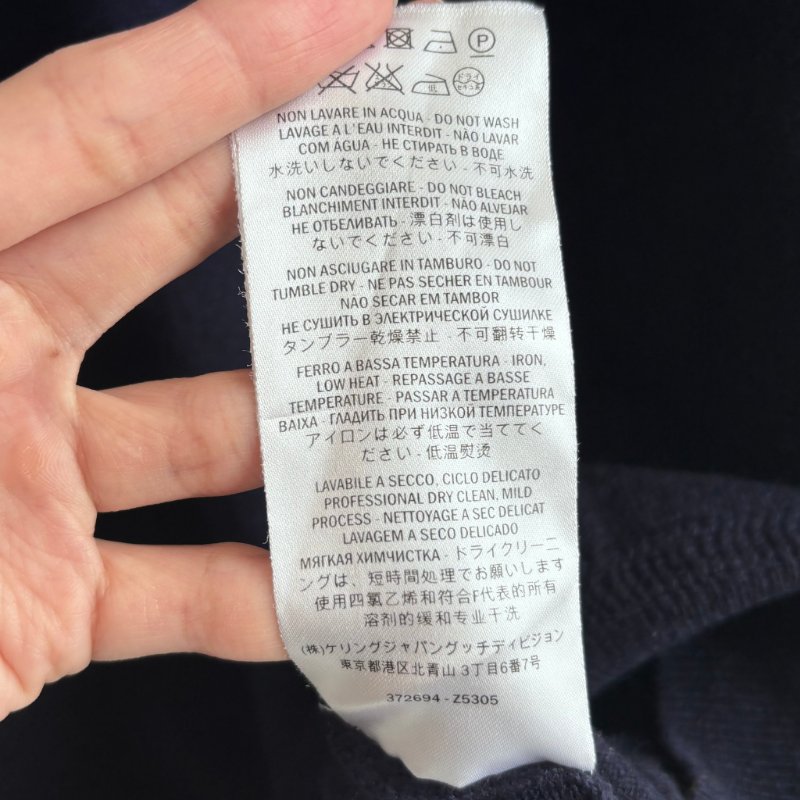 P
低
ドライ
セキユ系
NON LAVARE IN ACQUA - DO NOT WASH
LAVAGE A L'EAU INTERDIT - NÃO LAVAR
COM ÁGUA - НЕ СТИРАТЬ В ВОДЕ
水洗いしないでください - 不可水洗
NON CANDEGGIARE - DO NOT BLEACH
BLANCHIMENT INTERDIT - NÃO ALVEJAR
НЕ ОТБЕЛИВАТЬ - 漂白剤は使用し
ないでください - 不可漂白
NON ASCIUGARE IN TAMBURO - DO NOT
TUMBLE DRY - NE PAS SECHER EN TAMBOUR
NÃO SECAR EM TAMBOR
НЕ СУШИТЬ В ЭЛЕКТРИЧЕСКОЙ СУШИЛКЕ
タンブラー乾燥禁止 - 不可翻转干燥
FERRO A BASSA TEMPERATURA - IRON,
LOW HEAT - REPASSAGE A BASSE
TEMPERATURE - PASSAR A TEMPERATURA
BAIXA - ГЛАДИТЬ ПРИ НИЗКОЙ ТЕМПЕРАТУРЕ
アイロンは必ず低温で当ててく
ださい - 低温熨烫
LAVABILE A SECCO, CICLO DELICATO
PROFESSIONAL DRY CLEAN, MILD
PROCESS - NETTOYAGE A SEC DELICAT
LAVAGEM A SECO DELICADO
МЯГКАЯ ХИМЧИСТКА - ドライクリーニ
ングは、短時間処理でお願いします
使用四氯乙烯和符合F代表的所有
溶剂的缓和专业干洗
(株)ケリングジャパングッチディビジョン
東京都港区北青山 3丁目6番7号
372694 - Z5305